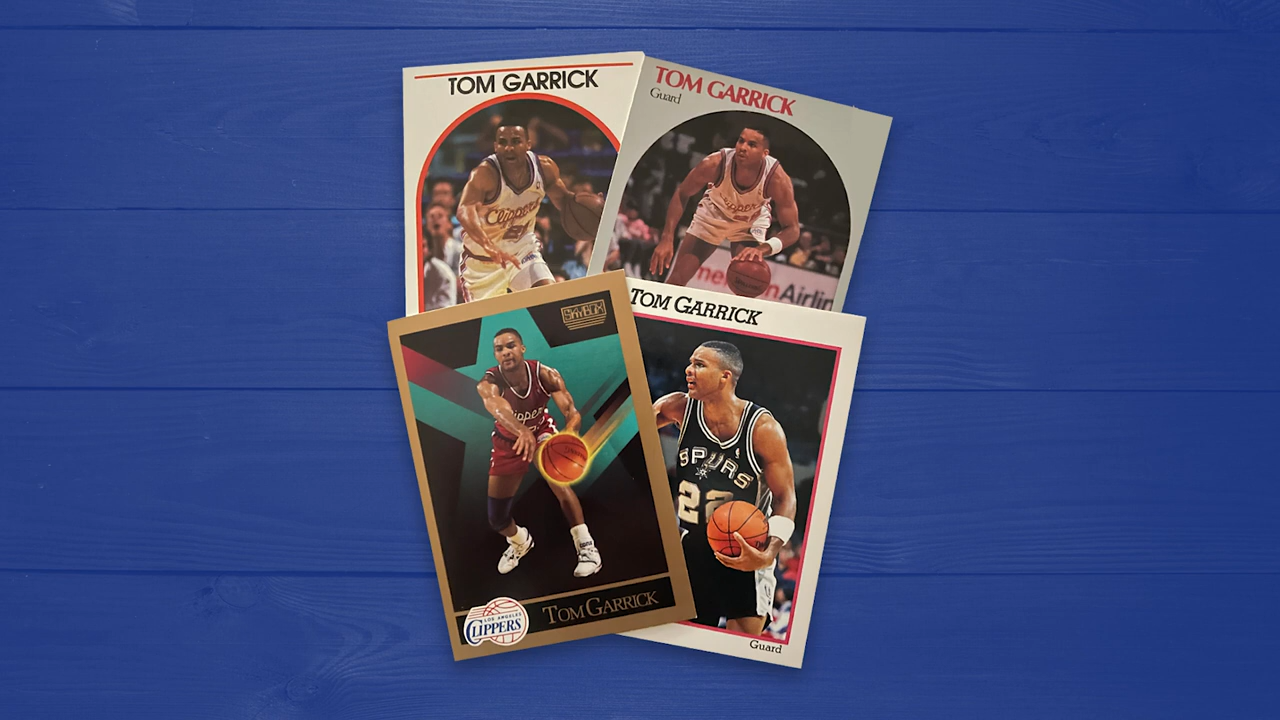 TOM GARRICK
Clippers
TOM GARRICK
Guard
Clippers
Airlin
SKYBOX
Clippers
LOS ANGELES
CLIPPERS
TOM GARRICK
TOM GARRICK
SPURS
22
Guard